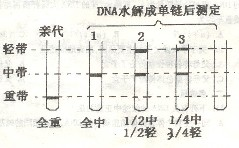 DNA水解成单链后测定
亲代 1 2 3
轻带
中带
重带
全重 全中 1/2中 1/4中
1/2轻 3/4轻